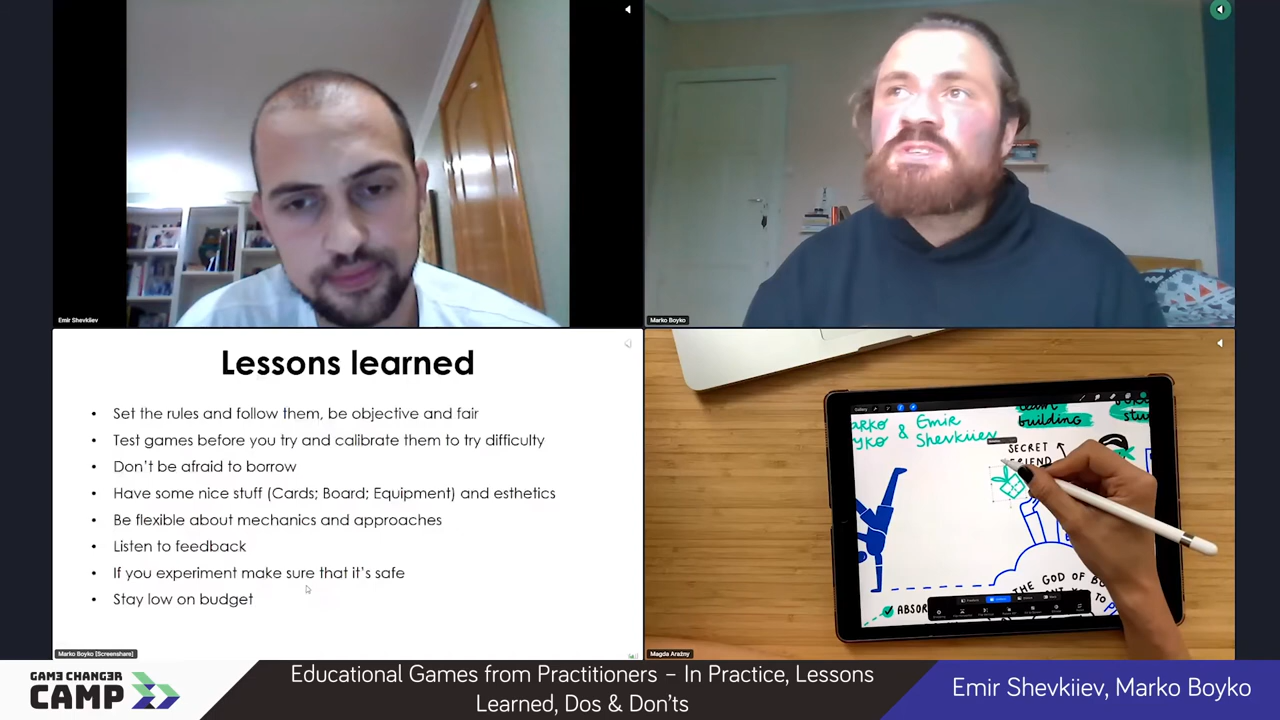 Emir Shevkiiev
Marko Boyko
Lessons learned
• Set the rules and follow them, be objective and fair
• Test games before you try and calibrate them to try difficulty
• Don't be afraid to borrow
• Have some nice stuff (Cards; Board; Equipment) and esthetics
• Be flexible about mechanics and approaches
• Listen to feedback
• If you experiment make sure that it's safe
• Stay low on budget
Marko Boyko [Screenshare]
Gallery
& Emir
Shevkiiev
building
SECRET
FRIEND
THE GOD OF
TO
Magda Arażny
GAME CHANGER
CAMP
Educational Games from Practitioners – In Practice, Lessons
Learned, Dos & Don'ts
Emir Shevkiiev, Marko Boyko